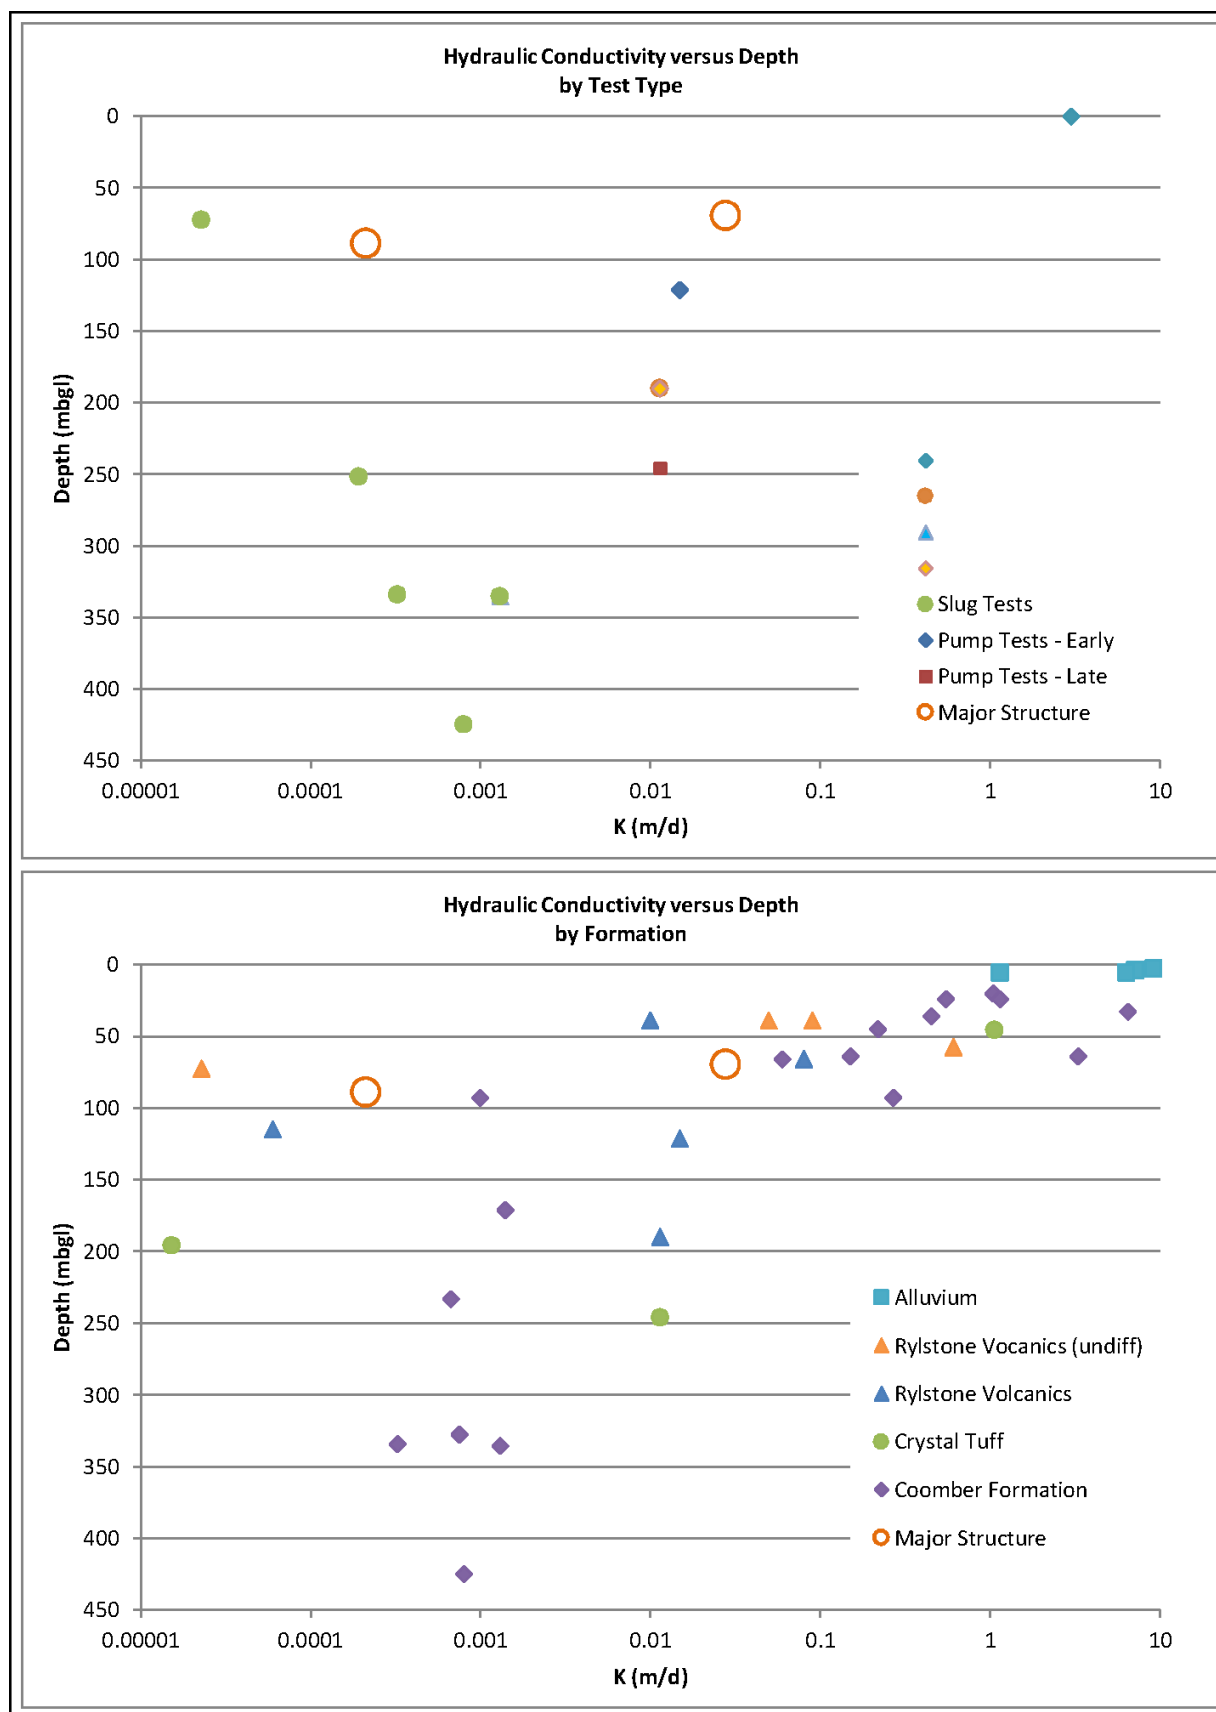 Hydraulic Conductivity versus Depth
by Test Type
0
50
100
150
200
250
300
350
400
450
Depth (mbgl)
0.00001 0.0001 0.001 0.01 0.1 1 10
K (m/d)
Slug Tests
Pump Tests - Early
Pump Tests - Late
Major Structure
Hydraulic Conductivity versus Depth
by Formation
0
50
100
150
200
250
300
350
400
450
Depth (mbgl)
0.00001 0.0001 0.001 0.01 0.1 1 10
K (m/d)
Alluvium
Rylstone Vocanics (undiff)
Rylstone Volcanics
Crystal Tuff
Coomber Formation
Major Structure